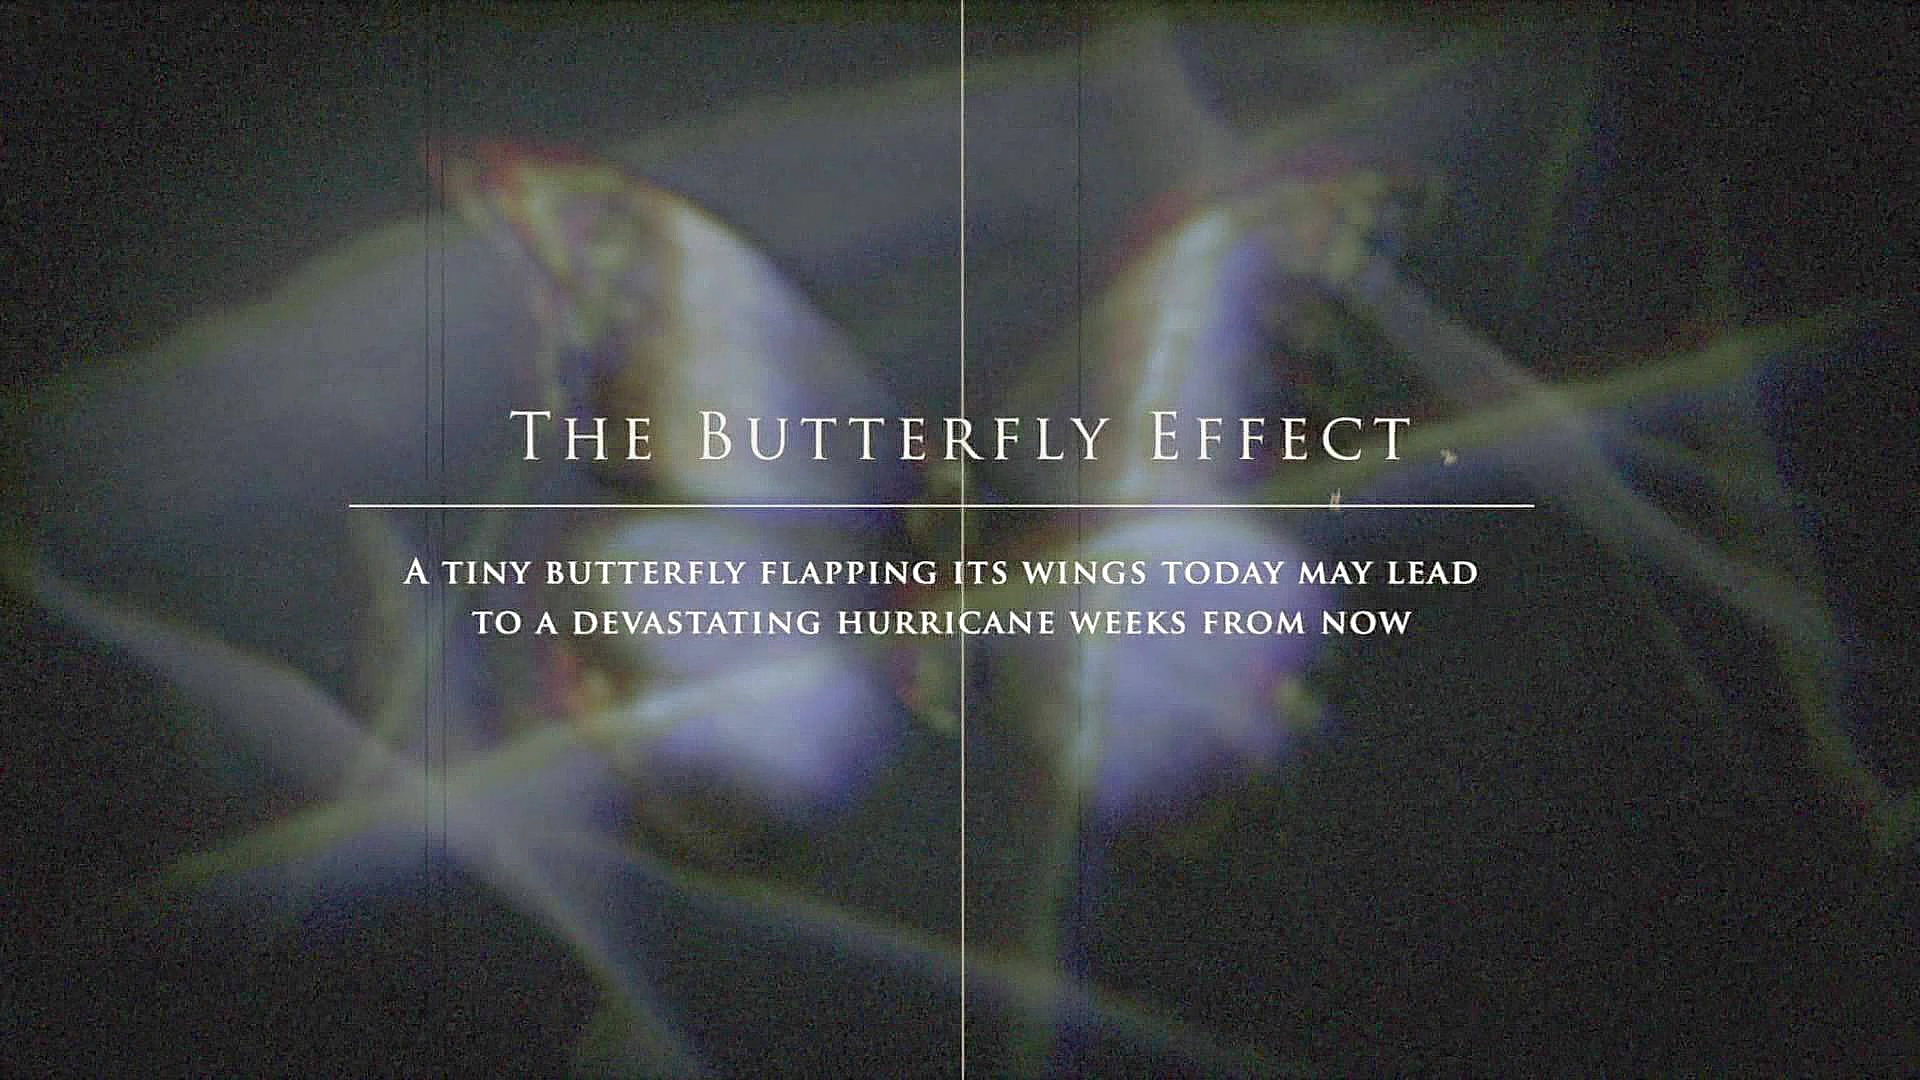 The Butterfly Effect
A tiny butterfly flapping its wings today may lead
to a devastating hurricane weeks from now